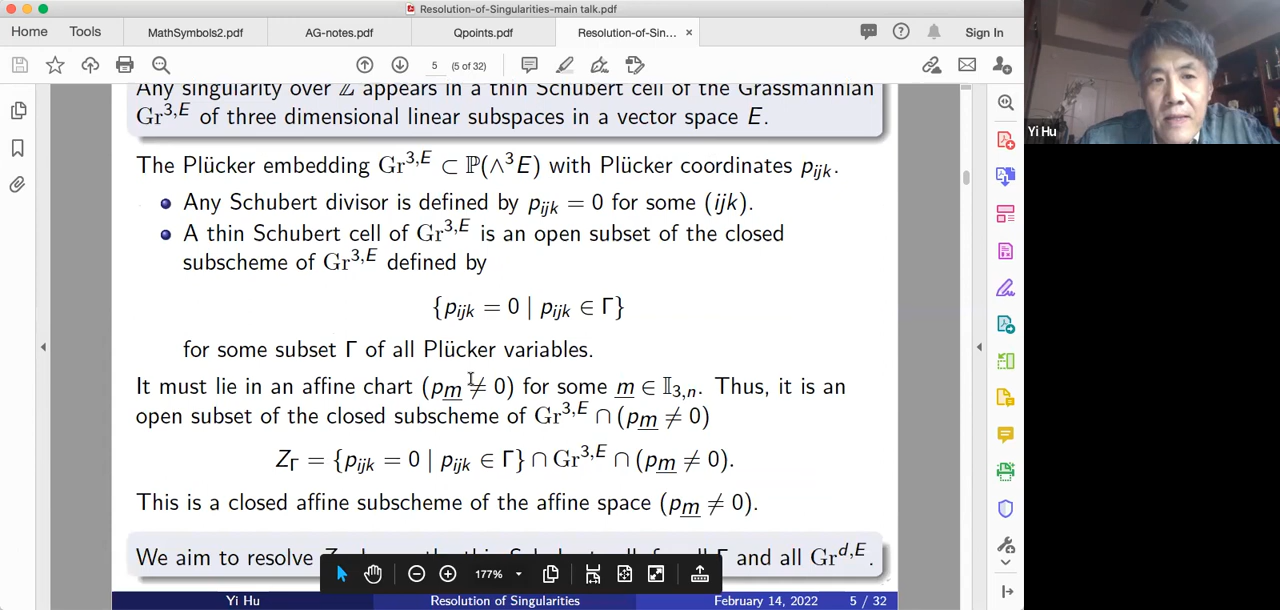 Resolution-of-Singularities-main talk.pdf
Home Tools MathSymbols2.pdf AG-notes.pdf Qpoints.pdf Resolution-of-Sin... × ? Sign In
5 (5 of 32)
Any singularity over ℤ appears in a thin Schubert cell of the Grassmannian
Gr^{3,E} of three dimensional linear subspaces in a vector space E.
The Plücker embedding Gr^{3,E} ⊂ ℙ(∧³E) with Plücker coordinates p_{ijk}.
• Any Schubert divisor is defined by p_{ijk} = 0 for some (ijk).
• A thin Schubert cell of Gr^{3,E} is an open subset of the closed
subscheme of Gr^{3,E} defined by
{p_{ijk} = 0 | p_{ijk} ∈ Γ}
for some subset Γ of all Plücker variables.
It must lie in an affine chart (p_m ≠ 0) for some m ∈ 𝕀_{3,n}. Thus, it is an
open subset of the closed subscheme of Gr^{3,E} ∩ (p_m ≠ 0)
Z_Γ = {p_{ijk} = 0 | p_{ijk} ∈ Γ} ∩ Gr^{3,E} ∩ (p_m ≠ 0).
This is a closed affine subscheme of the affine space (p_m ≠ 0).
We aim to resolve and all Gr^{d,E}.
177%
Yi Hu Resolution of Singularities February 14, 2022 5 / 32
Yi Hu